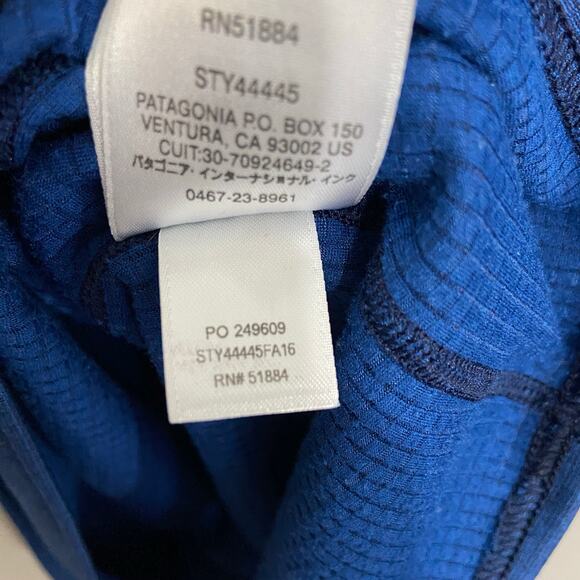 RN51884
STY44445
PATAGONIA P.O. BOX 150
VENTURA, CA 93002 US
CUIT:30-70924649-2
パタゴニア・インターナショナル・インク
0467-23-8961
PO 249609
STY44445FA16
RN# 51884